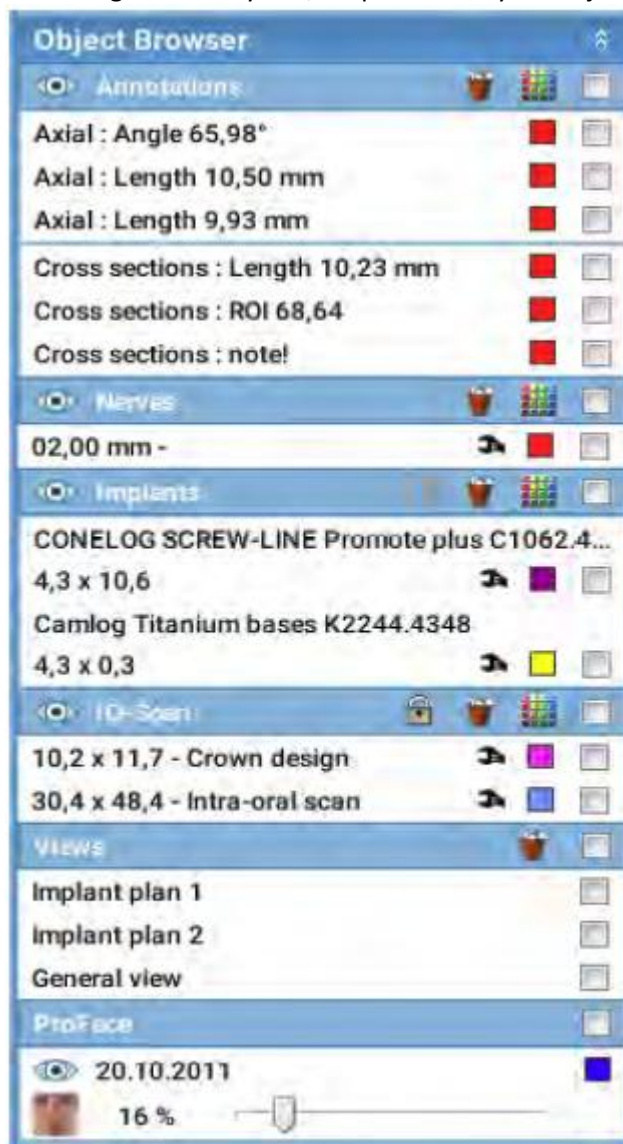 Object Browser
Annotations
Axial : Angle 65,98°
Axial : Length 10,50 mm
Axial : Length 9,93 mm
Cross sections : Length 10,23 mm
Cross sections : ROI 68,64
Cross sections : note!
Nerves
02,00 mm -
Implants
CONELOG SCREW-LINE Promote plus C1062.4...
4,3 x 10,6
Camlog Titanium bases K2244.4348
4,3 x 0,3
IO-Scan
10,2 x 11,7 - Crown design
30,4 x 48,4 - Intra-oral scan
Views
Implant plan 1
Implant plan 2
General view
ProFace
20.10.2011
16 %